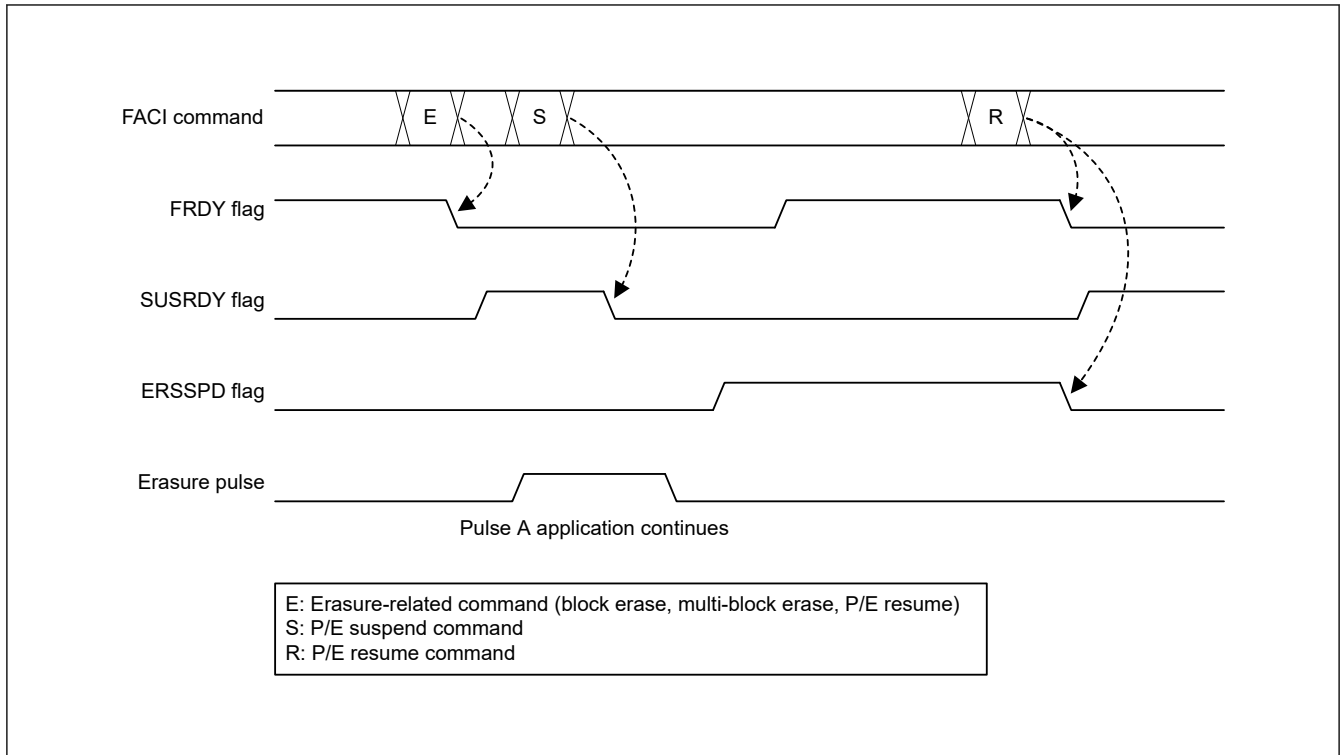 FACI command
E
S
R
FRDY flag
SUSRDY flag
ERSSPD flag
Erasure pulse
Pulse A application continues
E: Erasure-related command (block erase, multi-block erase, P/E resume)
S: P/E suspend command
R: P/E resume command